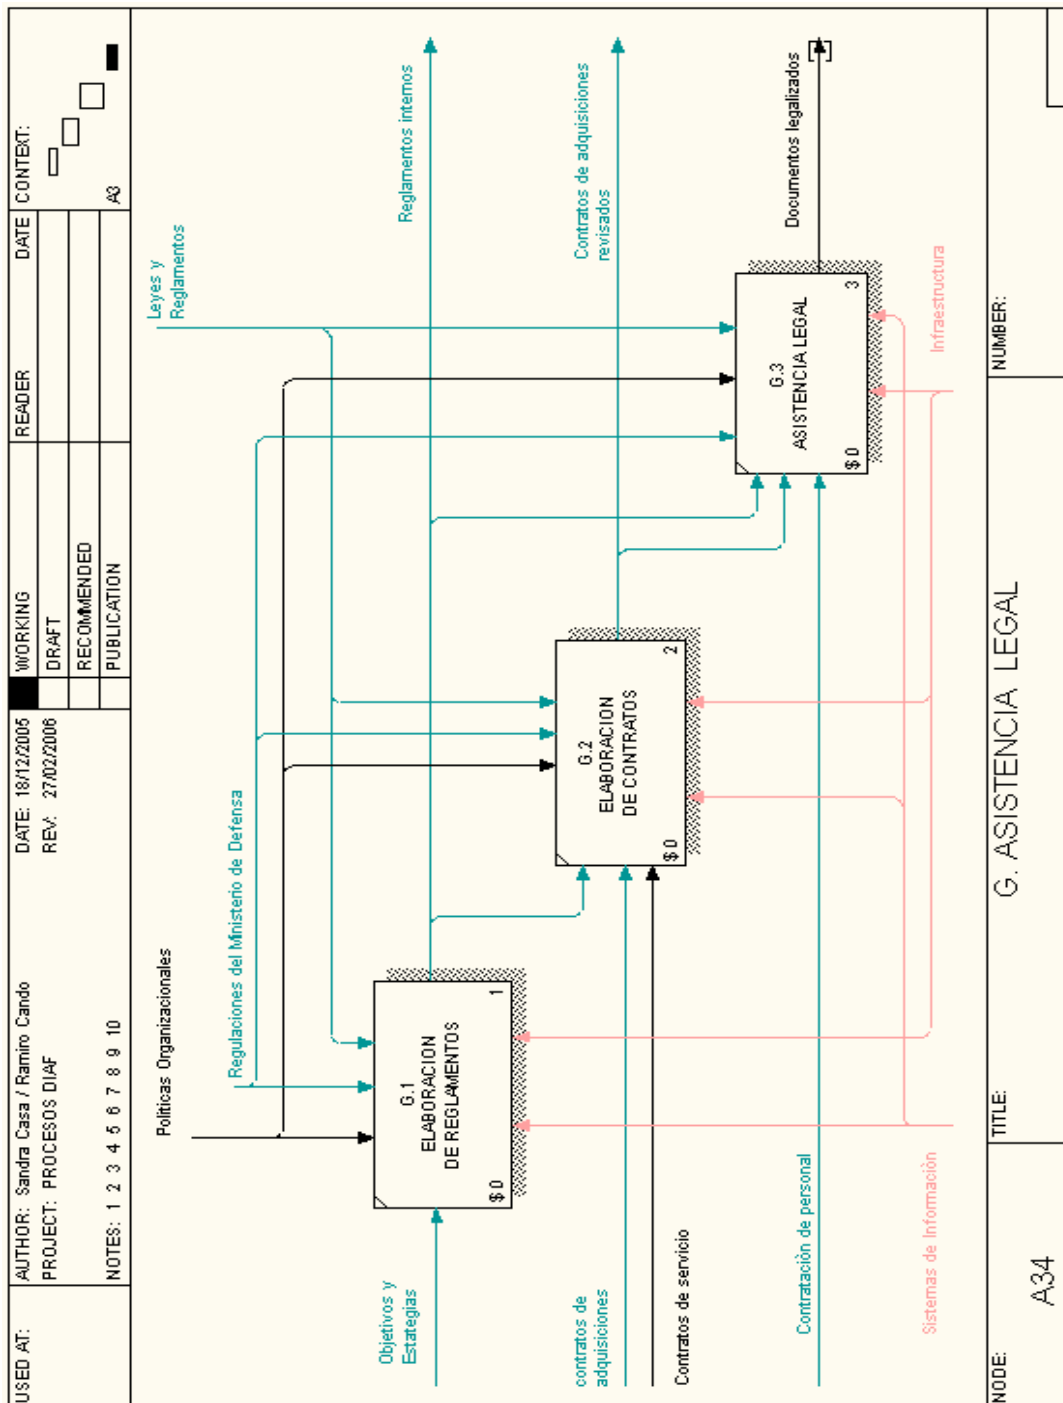 USED AT:
AUTHOR: Sandra Casa / Ramiro Cando
PROJECT: PROCESOS DIAF
NOTES: 1 2 3 4 5 6 7 8 9 10
DATE: 18/12/2005
REV: 27/02/2006
WORKING
DRAFT
RECOMMENDED
PUBLICATION
READER
DATE
CONTEXT:
A3
Politicas Organizacionales
Regulaciones del Ministerio de Defensa
Leyes y
Reglamentos
Objetivos y
Estategias
G.1
ELABORACION
DE REGLAMENTOS
$ 0
1
Reglamentos internos
contratos de
adquisiciones
Contratos de servicio
G.2
ELABORACION
DE CONTRATOS
$ 0
2
Contratos de adquisiciones
revisados
Contrataciòn de personal
G.3
ASISTENCIA LEGAL
$ 0
3
Documentos legalizados
Sistemas de Informaciòn
Infraestructura
NODE:
A34
TITLE:
G. ASISTENCIA LEGAL
NUMBER: